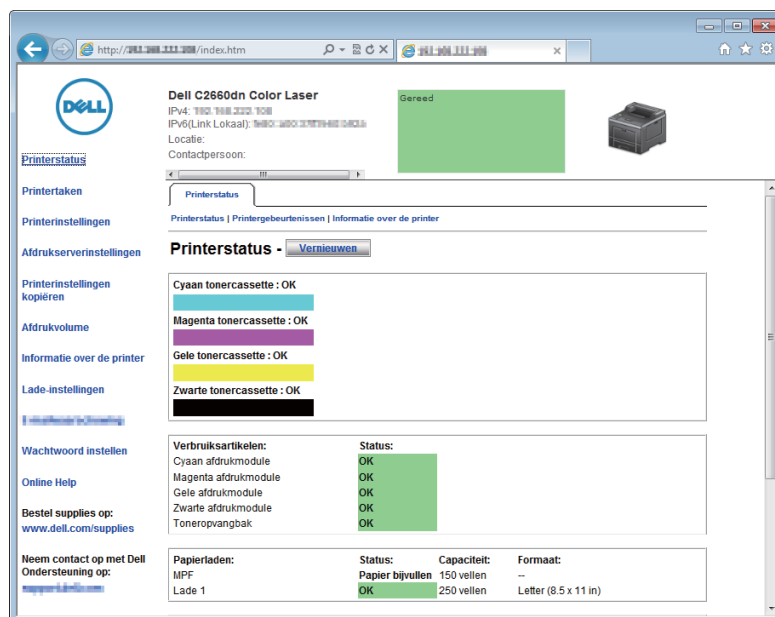 http:// /index.htm
DELL
Dell C2660dn Color Laser
IPv4:
IPv6(Link Lokaal):
Locatie:
Contactpersoon:
Gereed
Printerstatus
Printertaken
Printerinstellingen
Afdrukserverinstellingen
Printerinstellingen
kopiëren
Afdrukvolume
Informatie over de printer
Lade-instellingen
Wachtwoord instellen
Online Help
Bestel supplies op:
www.dell.com/supplies
Neem contact op met Dell
Ondersteuning op:
Printerstatus
Printerstatus | Printergebeurtenissen | Informatie over de printer
Printerstatus - Vernieuwen
Cyaan tonercassette : OK
Magenta tonercassette : OK
Gele tonercassette : OK
Zwarte tonercassette : OK
Verbruiksartikelen: Status:
Cyaan afdrukmodule OK
Magenta afdrukmodule OK
Gele afdrukmodule OK
Zwarte afdrukmodule OK
Toneropvangbak OK
Papierladen: Status: Capaciteit: Formaat:
MPF Papier bijvullen 150 vellen --
Lade 1 OK 250 vellen Letter (8.5 x 11 in)